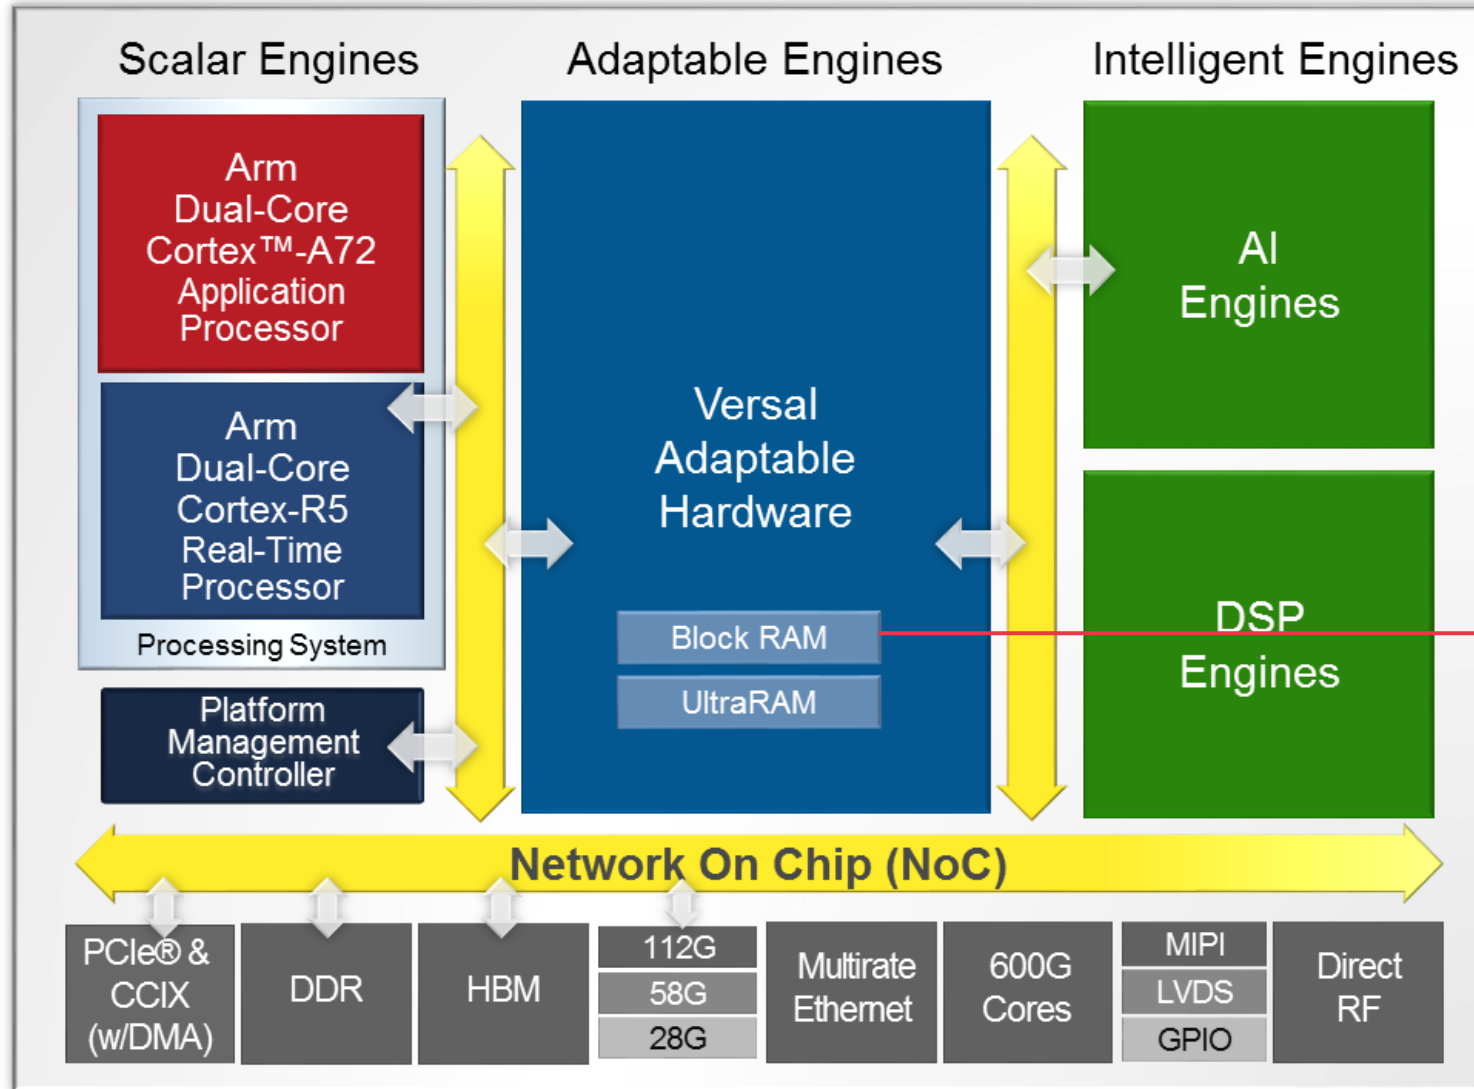 Scalar Engines
Adaptable Engines
Intelligent Engines
Arm
Dual-Core
Cortex™-A72
Application
Processor
Arm
Dual-Core
Cortex-R5
Real-Time
Processor
Processing System
Platform
Management
Controller
Versal
Adaptable
Hardware
Block RAM
UltraRAM
AI
Engines
DSP
Engines
Network On Chip (NoC)
PCIe® &
CCIX
(w/DMA)
DDR
HBM
112G
58G
28G
Multirate
Ethernet
600G
Cores
MIPI
LVDS
GPIO
Direct
RF